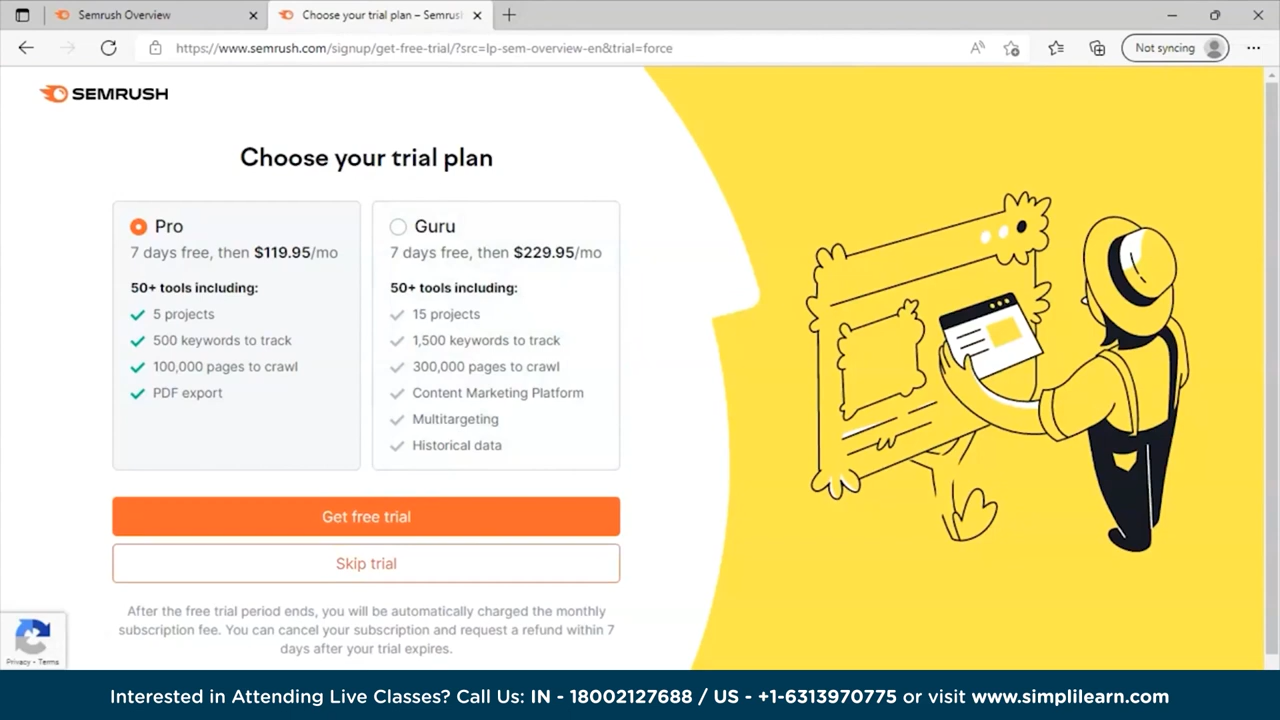 Semrush Overview
Choose your trial plan – Semrush
https://www.semrush.com/signup/get-free-trial/?src=lp-sem-overview-en&trial=force
Not syncing
SEMRUSH
Choose your trial plan
Pro
7 days free, then $119.95/mo
50+ tools including:
5 projects
500 keywords to track
100,000 pages to crawl
PDF export
Guru
7 days free, then $229.95/mo
50+ tools including:
15 projects
1,500 keywords to track
300,000 pages to crawl
Content Marketing Platform
Multitargeting
Historical data
Get free trial
Skip trial
After the free trial period ends, you will be automatically charged the monthly
subscription fee. You can cancel your subscription and request a refund within 7
days after your trial expires.
Privacy - Terms
Interested in Attending Live Classes? Call Us: IN - 18002127688 / US - +1-6313970775 or visit www.simplilearn.com